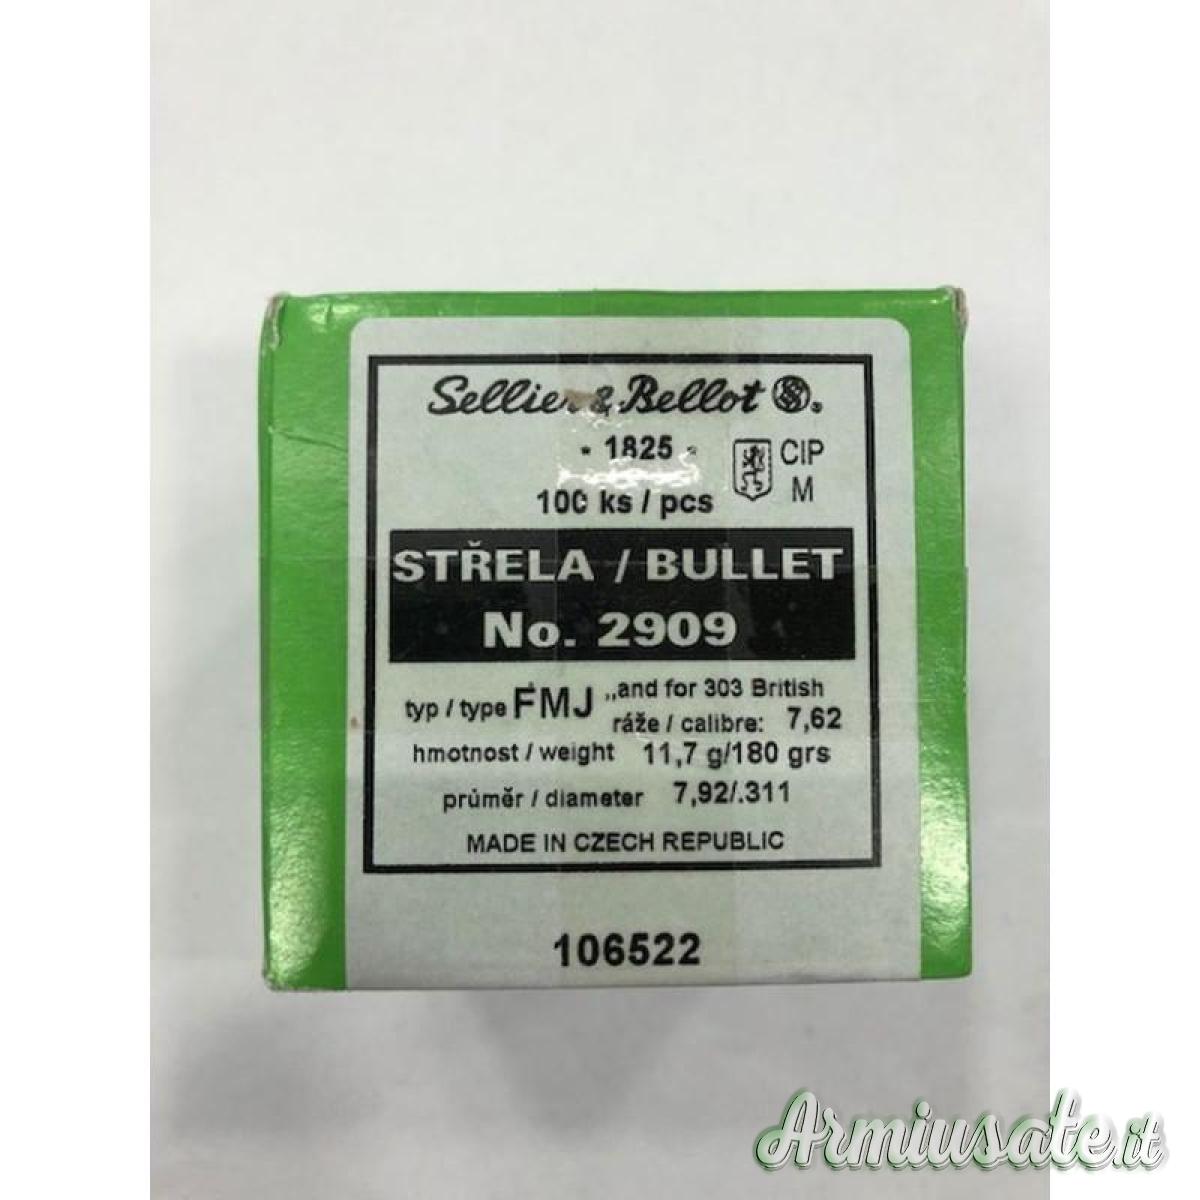 Sellier & Bellot
* 1825 *
CIP
M
100 ks / pcs
STŘELA / BULLET
No. 2909
typ / type FMJ „and for 303 British
ráže / calibre: 7,62
hmotnost / weight 11,7 g/180 grs
průměr / diameter 7,92/.311
MADE IN CZECH REPUBLIC
106522
Armiusate.it